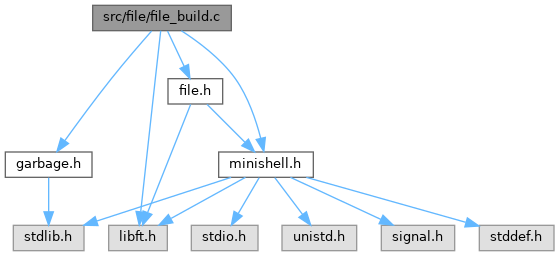 src/file/file_build.c
file.h
garbage.h
minishell.h
stdlib.h
libft.h
stdio.h
unistd.h
signal.h
stddef.h